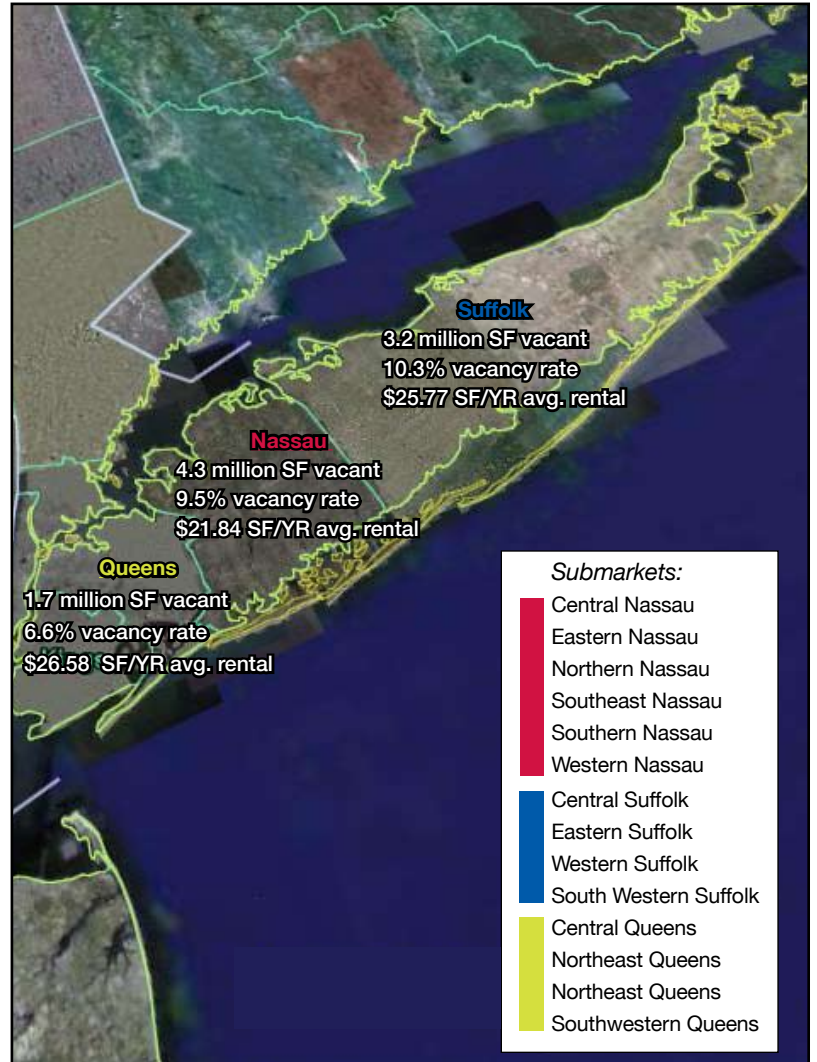 Suffolk
3.2 million SF vacant
10.3% vacancy rate
$25.77 SF/YR avg. rental
Nassau
4.3 million SF vacant
9.5% vacancy rate
$21.84 SF/YR avg. rental
Queens
1.7 million SF vacant
6.6% vacancy rate
$26.58 SF/YR avg. rental
Submarkets:
Central Nassau
Eastern Nassau
Northern Nassau
Southeast Nassau
Southern Nassau
Western Nassau
Central Suffolk
Eastern Suffolk
Western Suffolk
South Western Suffolk
Central Queens
Northeast Queens
Northeast Queens
Southwestern Queens